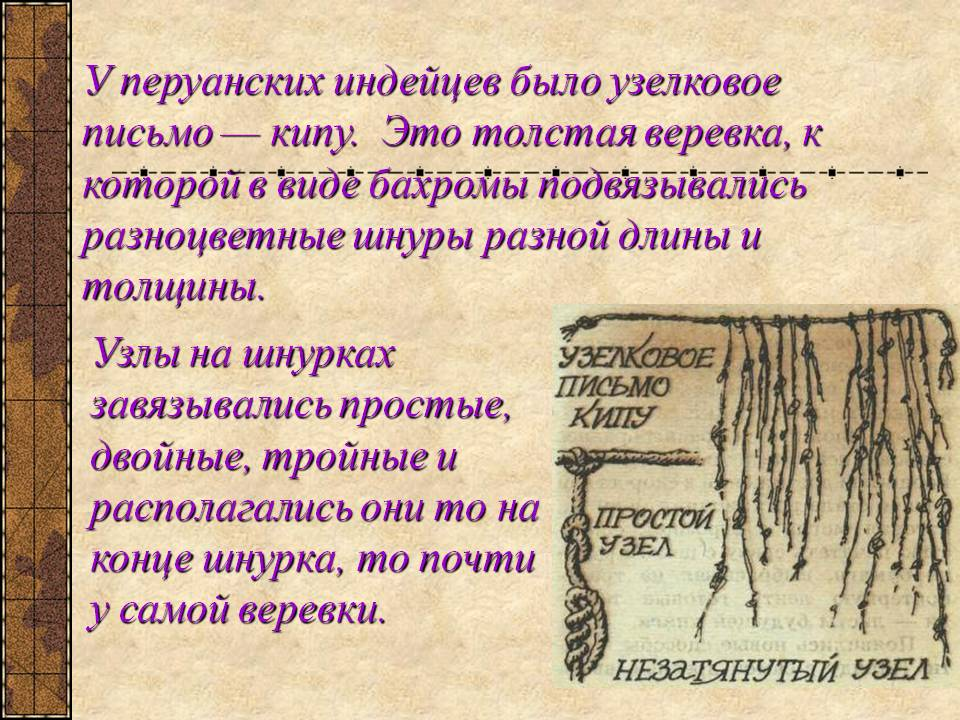 У перуанских индейцев было узелковое
письмо — кипу. Это толстая веревка, к
которой в виде бахромы подвязывались
разноцветные шнуры разной длины и
толщины.
Узлы на шнурках
завязывались простые,
двойные, тройные и
располагались они то на
конце шнурка, то почти
у самой веревки.
УЗЕЛКОВОЕ
ПИСЬМО
КИПУ
ПРОСТОЙ
УЗЕЛ
НЕЗАТЯНУТЫЙ УЗЕЛ